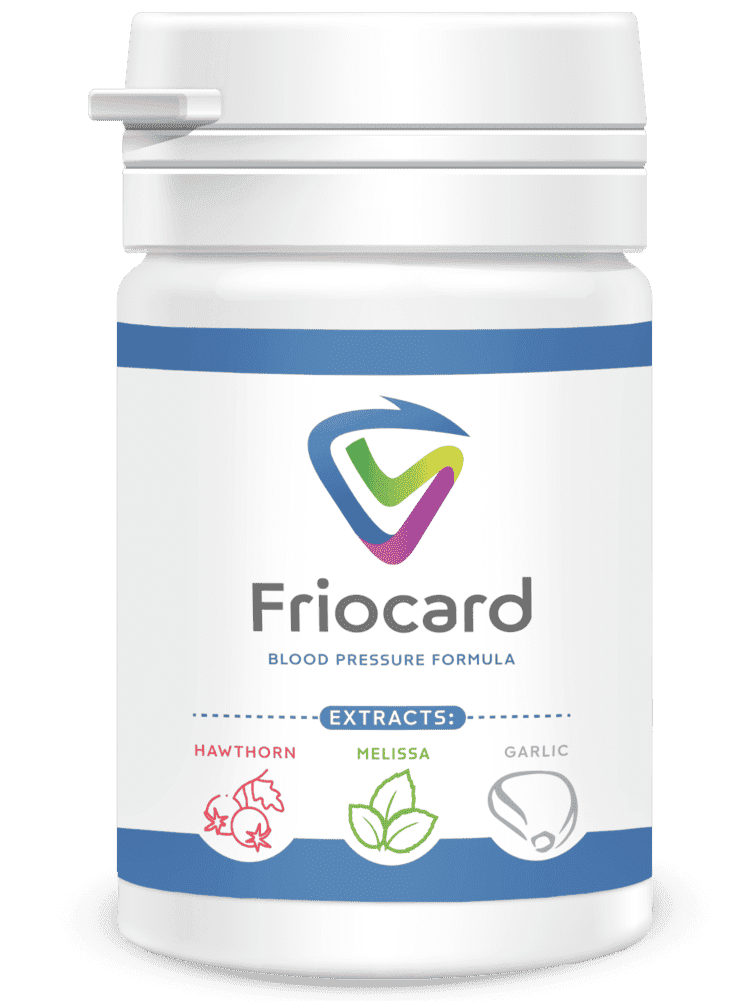 Friocard
BLOOD PRESSURE FORMULA
EXTRACTS:
HAWTHORN
MELISSA
GARLIC